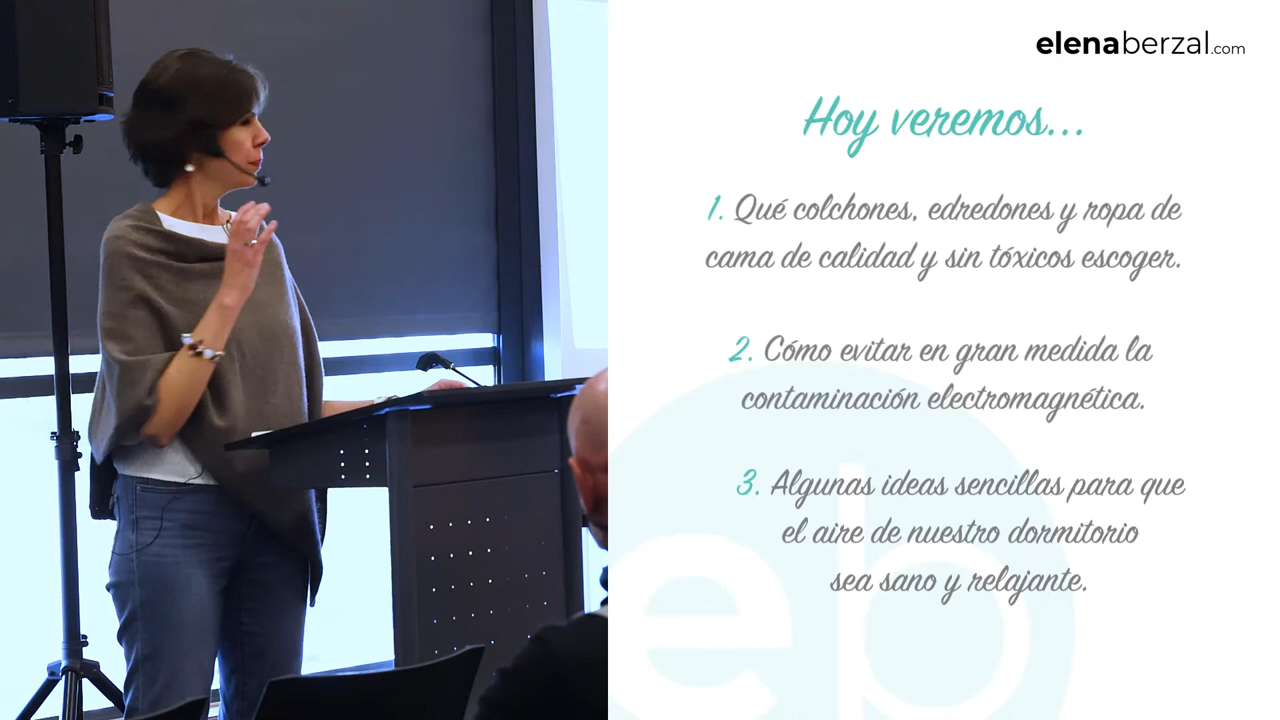 elenaberzal.com
Hoy veremos...
1. Qué colchones, edredones y ropa de
cama de calidad y sin tóxicos escoger.
2. Cómo evitar en gran medida la
contaminación electromagnética.
3. Algunas ideas sencillas para que
el aire de nuestro dormitorio
sea sano y relajante.
eb